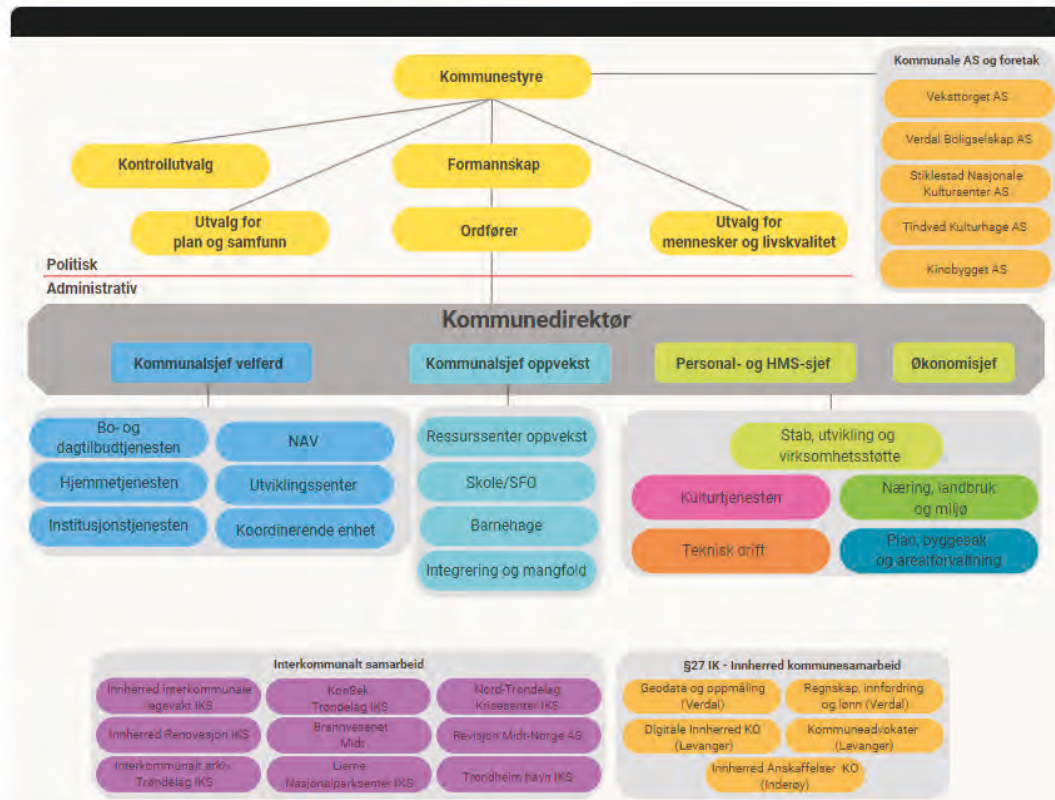 Kommunestyre
Kommunale AS og foretak
Veksttorget AS
Verdal Boligselskap AS
Stiklestad Nasjonale
Kultursenter AS
Tindved Kulturhage AS
Kinobygget AS
Kontrollutvalg
Formannskap
Utvalg for
plan og samfunn
Ordfører
Utvalg for
mennesker og livskvalitet
Politisk
Administrativ
Kommunedirektør
Kommunalsjef velferd
Kommunalsjef oppvekst
Personal- og HMS-sjef
Økonomisjef
Bo- og
dagtilbudtjenesten
NAV
Hjemmetjenesten
Utviklingssenter
Institusjonstjenesten
Koordinerende enhet
Ressurssenter oppvekst
Skole/SFO
Barnehage
Integrering og mangfold
Stab, utvikling og
virksomhetsstøtte
Kulturtjenesten
Næring, landbruk
og miljø
Teknisk drift
Plan, byggesak
og arealforvaltning
Interkommunalt samarbeid
Innherred interkommunale
legevakt IKS
KonSek
Trøndelag IKS
Nord-Trøndelag
Krisesenter IKS
Innherred Renovasjon IKS
Brannvesenet
Midt
Revisjon Midt-Norge AS
Interkommunalt arkiv
Trøndelag IKS
Lierne
Nasjonalparksenter IKS
Trondheim havn IKS
§27 IK - Innherred kommunesamarbeid
Geodata og oppmåling
(Verdal)
Regnskap, innfordring
og lønn (Verdal)
Digitale Innherred KO
(Levanger)
Kommuneadvokater
(Levanger)
Innherred Anskaffelser KO
(Inderøy)